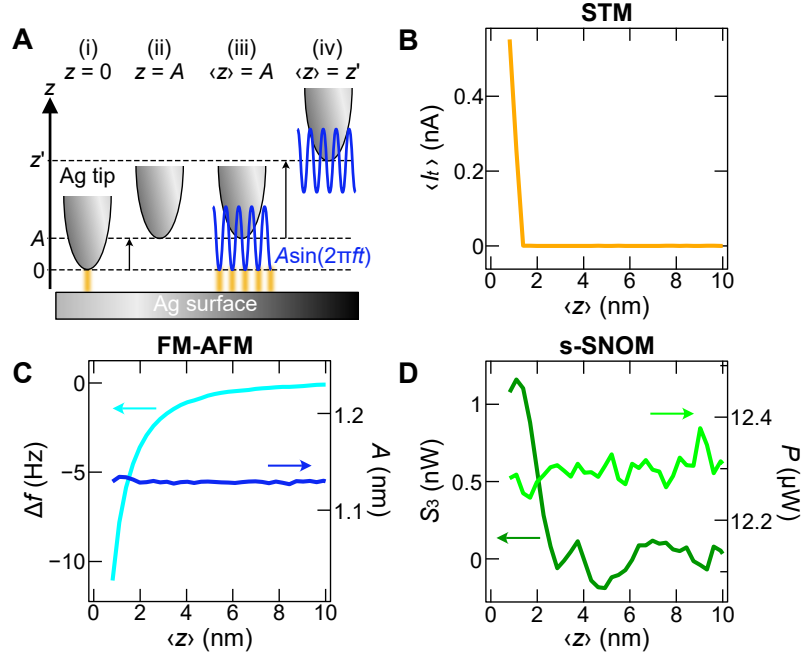 A
(i) (ii) (iii) (iv)
z = 0 z = A ‹z› = A ‹z› = z'
z
z'
Ag tip
A
Asin(2πft)
0
Ag surface
B
STM
0.4
0.2
0
‹It› (nA)
0 2 4 6 8 10
‹z› (nm)
C
FM-AFM
0
−5
−10
Δf (Hz)
1.2
1.1
A (nm)
0 2 4 6 8 10
‹z› (nm)
D
s-SNOM
1
0.5
0
S3 (nW)
12.4
12.2
P (µW)
0 2 4 6 8 10
‹z› (nm)